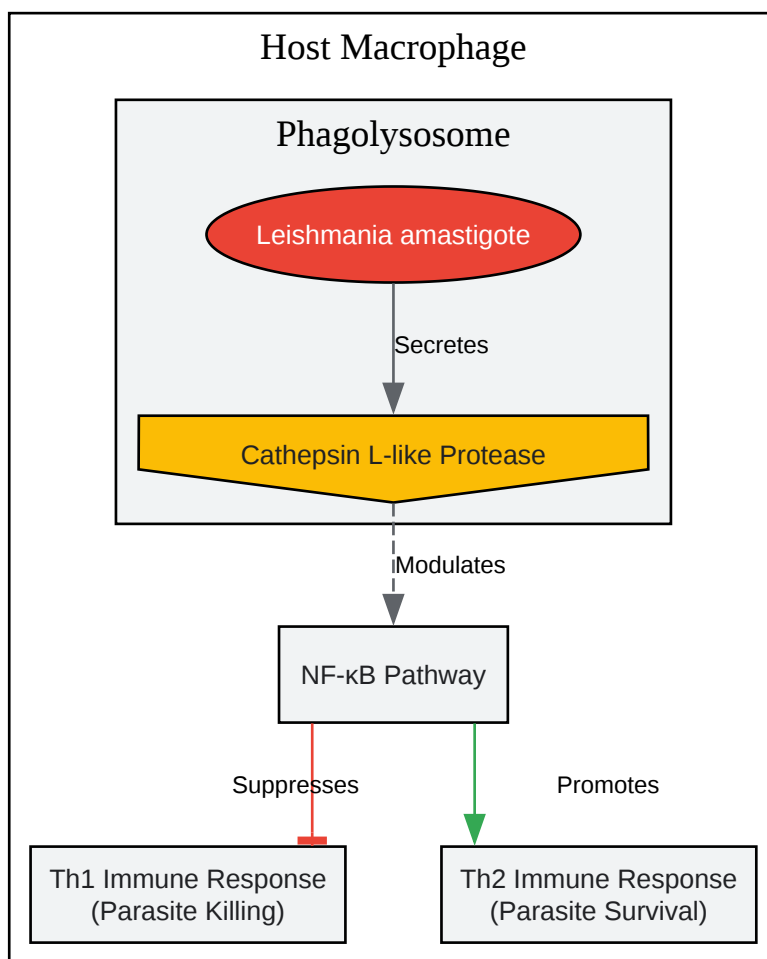 Host Macrophage
Phagolysosome
Leishmania amastigote
Secretes
Cathepsin L-like Protease
Modulates
NF-κB Pathway
Suppresses
Promotes
Th1 Immune Response
(Parasite Killing)
Th2 Immune Response
(Parasite Survival)